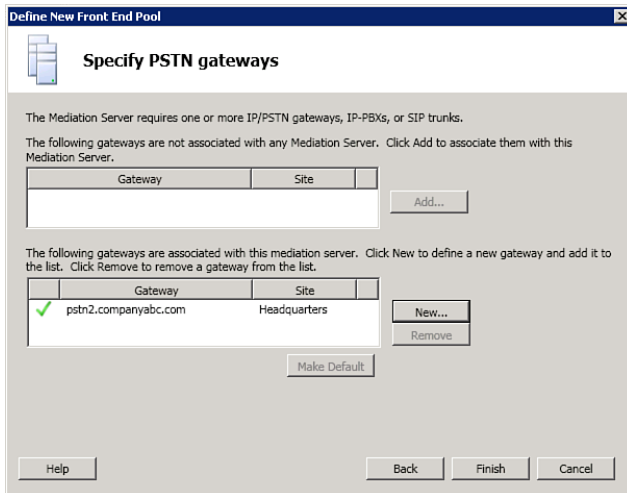 Define New Front End Pool
Specify PSTN gateways
The Mediation Server requires one or more IP/PSTN gateways, IP-PBXs, or SIP trunks.
The following gateways are not associated with any Mediation Server.  Click Add to associate them with this
Mediation Server.
Gateway Site
Add...
The following gateways are associated with this mediation server.  Click New to define a new gateway and add it to
the list.  Click Remove to remove a gateway from the list.
Gateway Site
pstn2.companyabc.com Headquarters
New...
Remove
Make Default
Help Back Finish Cancel